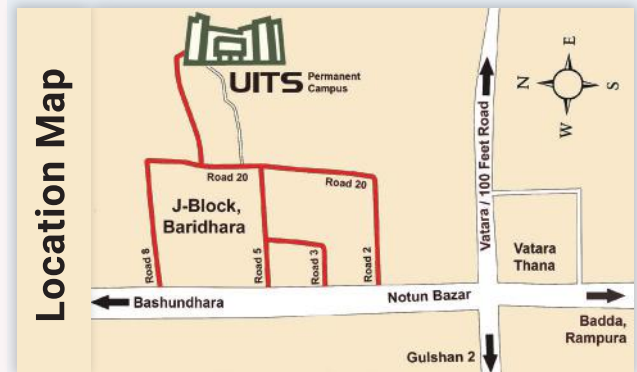 Location Map
UITS Permanent
Campus
E
N
S
W
Road 20
Road 20
J-Block,
Baridhara
Road 8
Road 5
Road 3
Road 2
Vatara / 100 Feet Road
Vatara
Thana
Bashundhara
Notun Bazar
Badda,
Rampura
Gulshan 2